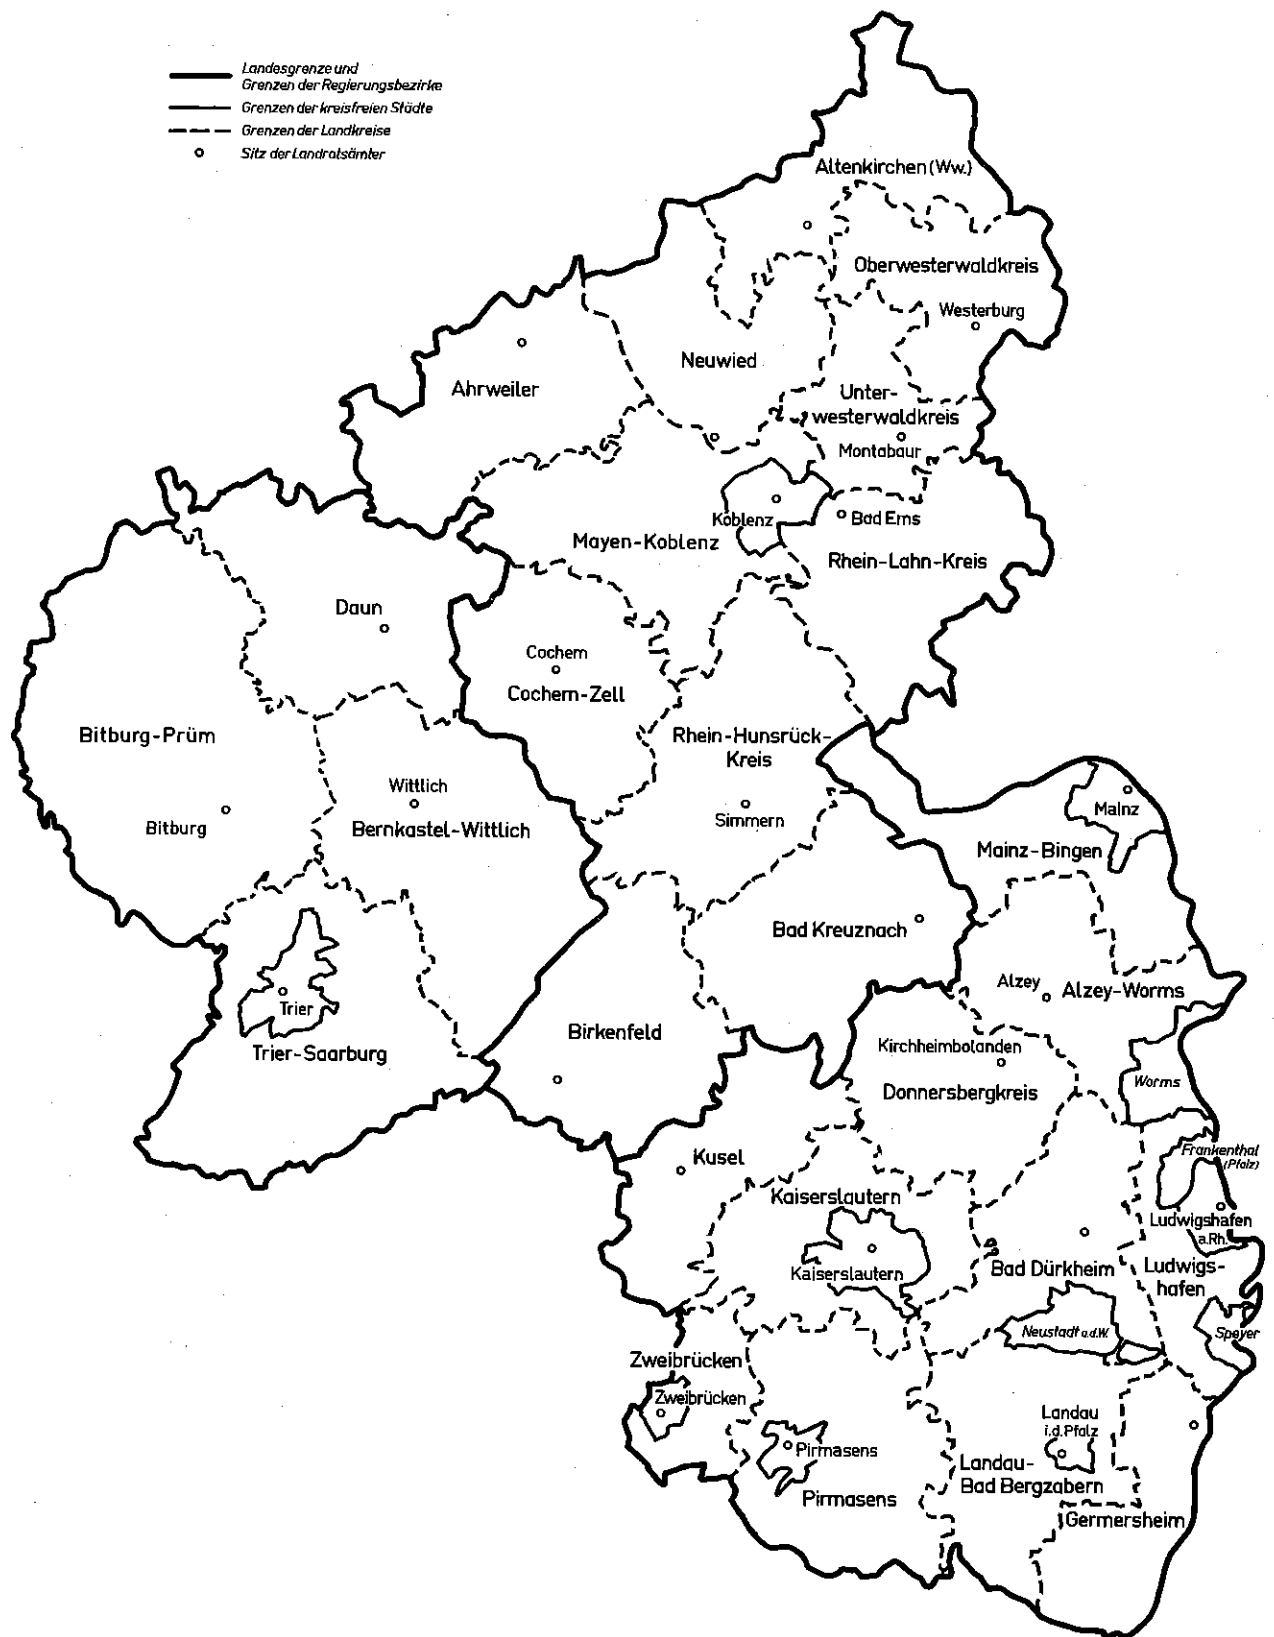 Landesgrenze und
Grenzen der Regierungsbezirke
Grenzen der kreisfreien Städte
Grenzen der Landkreise
Sitz der Landratsämter
Altenkirchen (Ww.)
Oberwesterwaldkreis
Westerburg
Neuwied
Ahrweiler
Unter-
westerwaldkreis
Montabaur
Koblenz
Bad Ems
Mayen-Koblenz
Rhein-Lahn-Kreis
Daun
Cochem
Cochem-Zell
Bitburg-Prüm
Rhein-Hunsrück-
Kreis
Wittlich
Bernkastel-Wittlich
Bitburg
Simmern
Mainz
Mainz-Bingen
Bad Kreuznach
Alzey
Alzey-Worms
Trier
Trier-Saarburg
Birkenfeld
Kirchheimbolanden
Donnersbergkreis
Worms
Kusel
Frankenthal
(Pfalz)
Kaiserslautern
Kaiserslautern
Ludwigshafen
a.Rh.
Bad Dürkheim
Ludwigs-
hafen
Neustadt a.d.W.
Speyer
Zweibrücken
Zweibrücken
Landau
i.d.Pfalz
Pirmasens
Pirmasens
Landau-
Bad Bergzabern
Germersheim